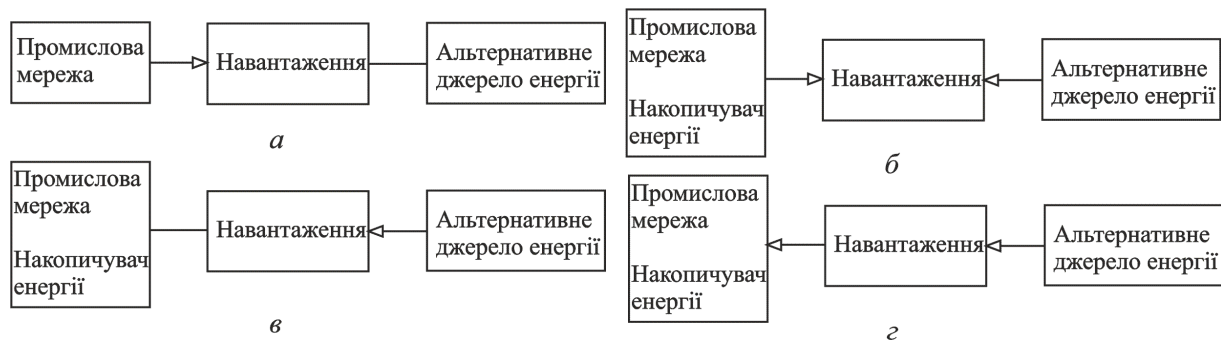 Промислова
мережа
Навантаження
Альтернативне
джерело енергії
а
Промислова
мережа
Накопичувач
енергії
Навантаження
Альтернативне
джерело енергії
б
Промислова
мережа
Накопичувач
енергії
Навантаження
Альтернативне
джерело енергії
в
Промислова
мережа
Накопичувач
енергії
Навантаження
Альтернативне
джерело енергії
г